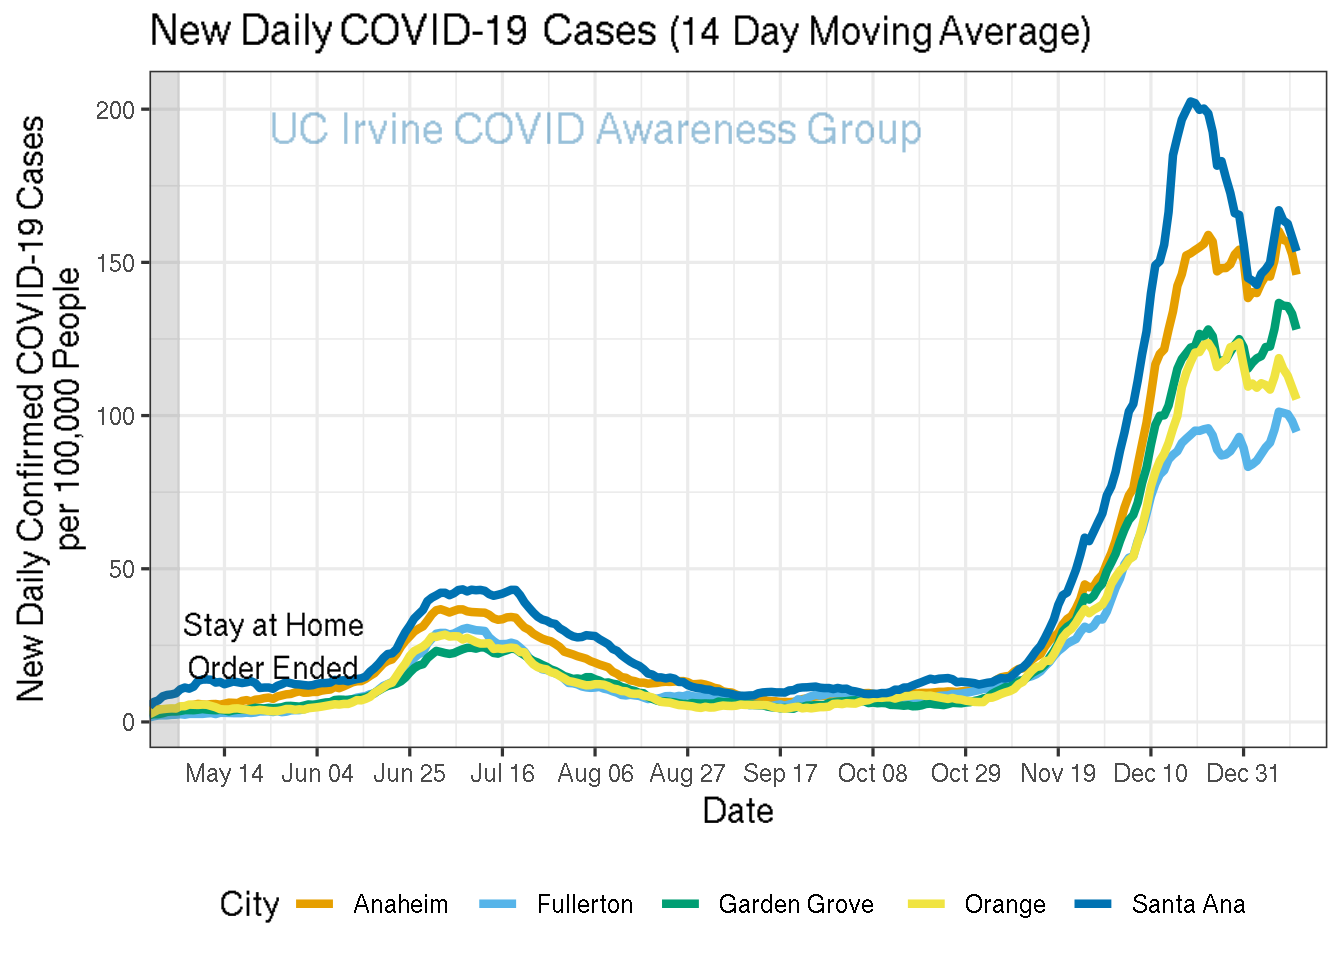 New Daily COVID-19 Cases (14 Day Moving Average)
UC Irvine COVID Awareness Group
New Daily Confirmed COVID-19 Cases
per 100,000 People
200
150
100
50
0
Stay at Home
Order Ended
May 14 Jun 04 Jun 25 Jul 16 Aug 06 Aug 27 Sep 17 Oct 08 Oct 29 Nov 19 Dec 10 Dec 31
Date
City Anaheim Fullerton Garden Grove Orange Santa Ana